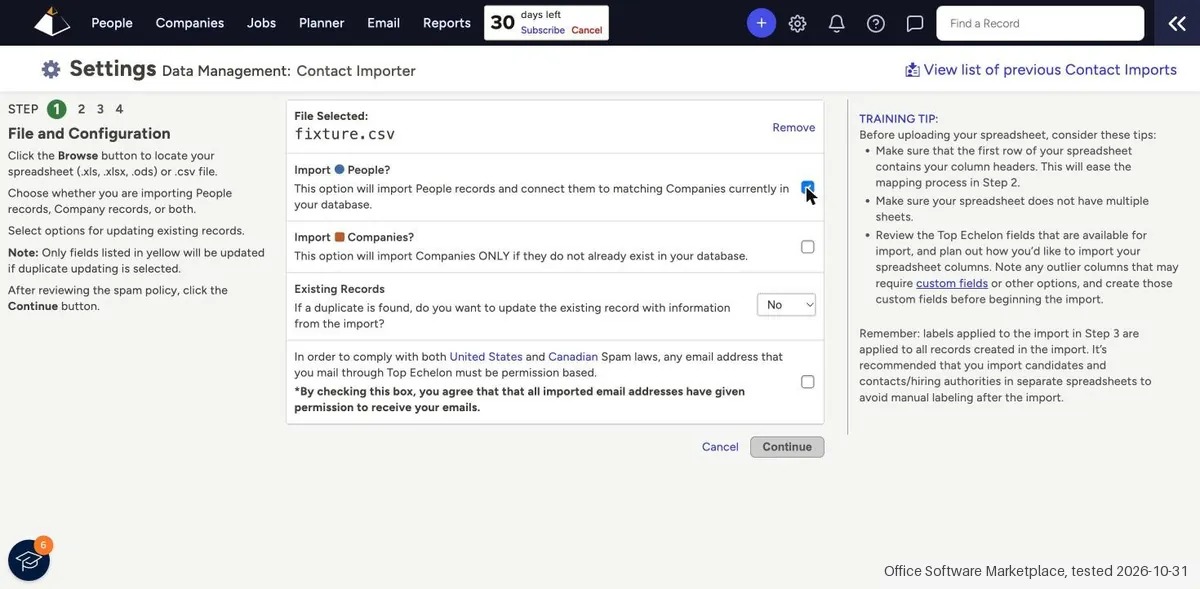 People Companies Jobs Planner Email Reports 30 days left Subscribe Cancel + Find a Record
Settings Data Management: Contact Importer View list of previous Contact Imports
STEP 1 2 3 4
File and Configuration
Click the Browse button to locate your
spreadsheet (.xls, .xlsx, .ods) or .csv file.
Choose whether you are importing People
records, Company records, or both.
Select options for updating existing records.
Note: Only fields listed in yellow will be updated
if duplicate updating is selected.
After reviewing the spam policy, click the
Continue button.
File Selected:
fixture.csv
Remove
Import People?
This option will import People records and connect them to matching Companies currently in
your database.
Import Companies?
This option will import Companies ONLY if they do not already exist in your database.
Existing Records
If a duplicate is found, do you want to update the existing record with information
from the import?
No
In order to comply with both United States and Canadian Spam laws, any email address that
you mail through Top Echelon must be permission based.
*By checking this box, you agree that that all imported email addresses have given
permission to receive your emails.
Cancel Continue
TRAINING TIP:
Before uploading your spreadsheet, consider these tips:
• Make sure that the first row of your spreadsheet
contains your column headers. This will ease the
mapping process in Step 2.
• Make sure your spreadsheet does not have multiple
sheets.
• Review the Top Echelon fields that are available for
import, and plan out how you'd like to import your
spreadsheet columns. Note any outlier columns that may
require custom fields or other options, and create those
custom fields before beginning the import.
Remember: labels applied to the import in Step 3 are
applied to all records created in the import. It's
recommended that you import candidates and
contacts/hiring authorities in separate spreadsheets to
avoid manual labeling after the import.
6
Office Software Marketplace, tested 2026-10-31